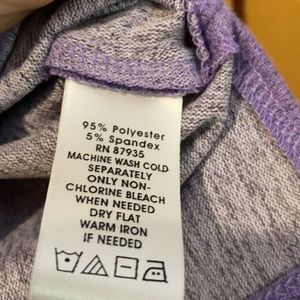 95% Polyester
5% Spandex
RN 87935
MACHINE WASH COLD
SEPARATELY
ONLY NON-
CHLORINE BLEACH
WHEN NEEDED
DRY FLAT
WARM IRON
IF NEEDED